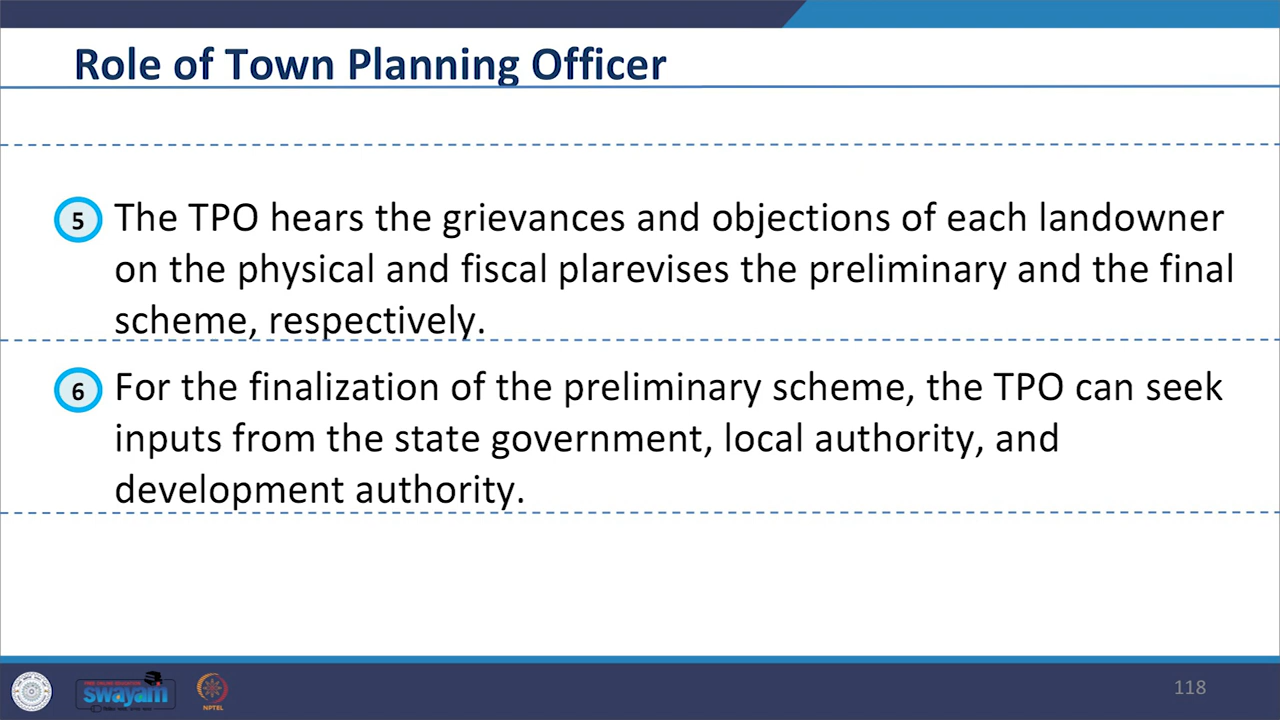 Role of Town Planning Officer
5 The TPO hears the grievances and objections of each landowner
on the physical and fiscal plarevises the preliminary and the final
scheme, respectively.
6 For the finalization of the preliminary scheme, the TPO can seek
inputs from the state government, local authority, and
development authority.
swayam
NPTEL
118